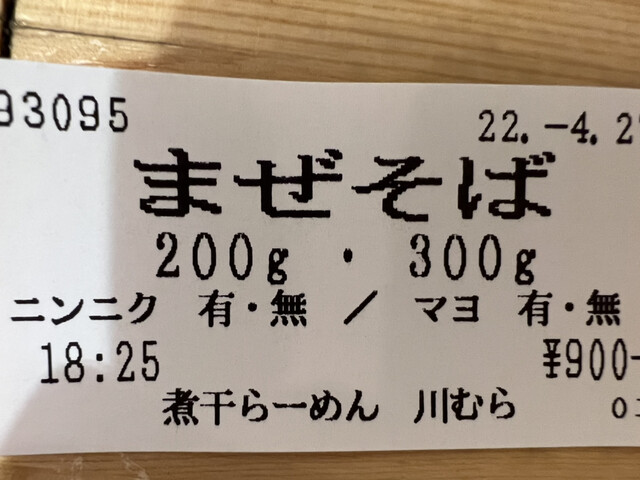 93095 22.-4.2
まぜそば
200g・300g
ニンニク 有・無 / マヨ 有・無
18:25 ¥900-
煮干らーめん 川むら